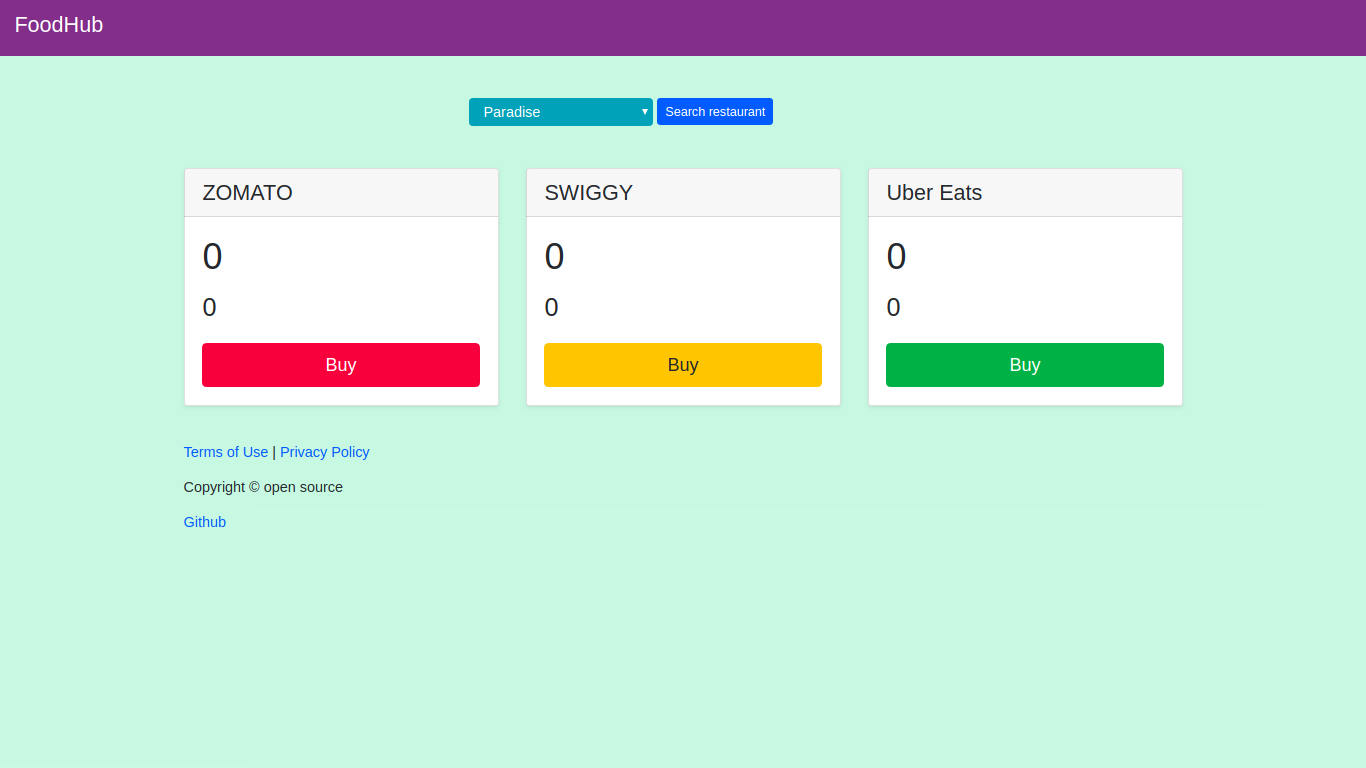 FoodHub
Paradise Search restaurant
ZOMATO
0
0
Buy
SWIGGY
0
0
Buy
Uber Eats
0
0
Buy
Terms of Use | Privacy Policy
Copyright © open source
Github